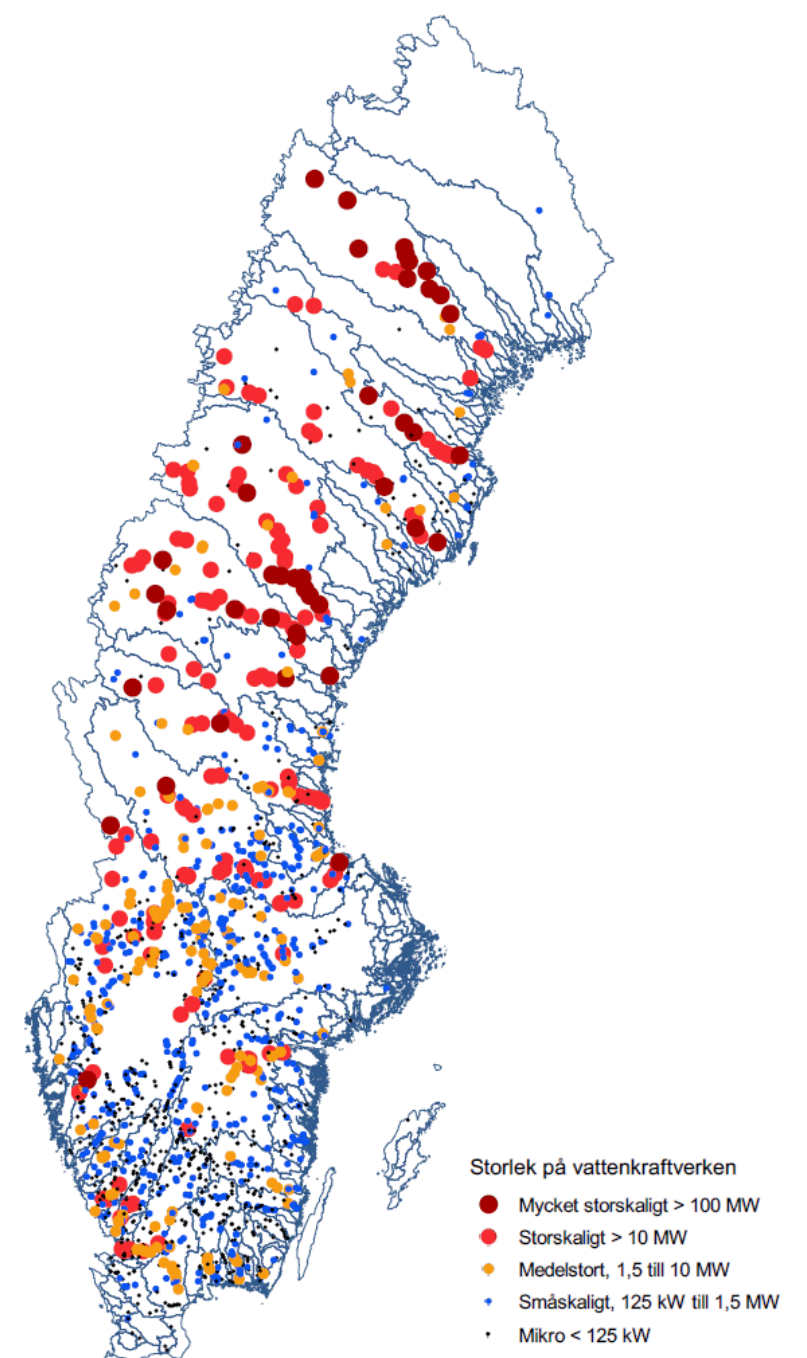 Storlek på vattenkraftverken
Mycket storskaligt > 100 MW
Storskaligt > 10 MW
Medelstort, 1,5 till 10 MW
Småskaligt, 125 kW till 1,5 MW
Mikro < 125 kW